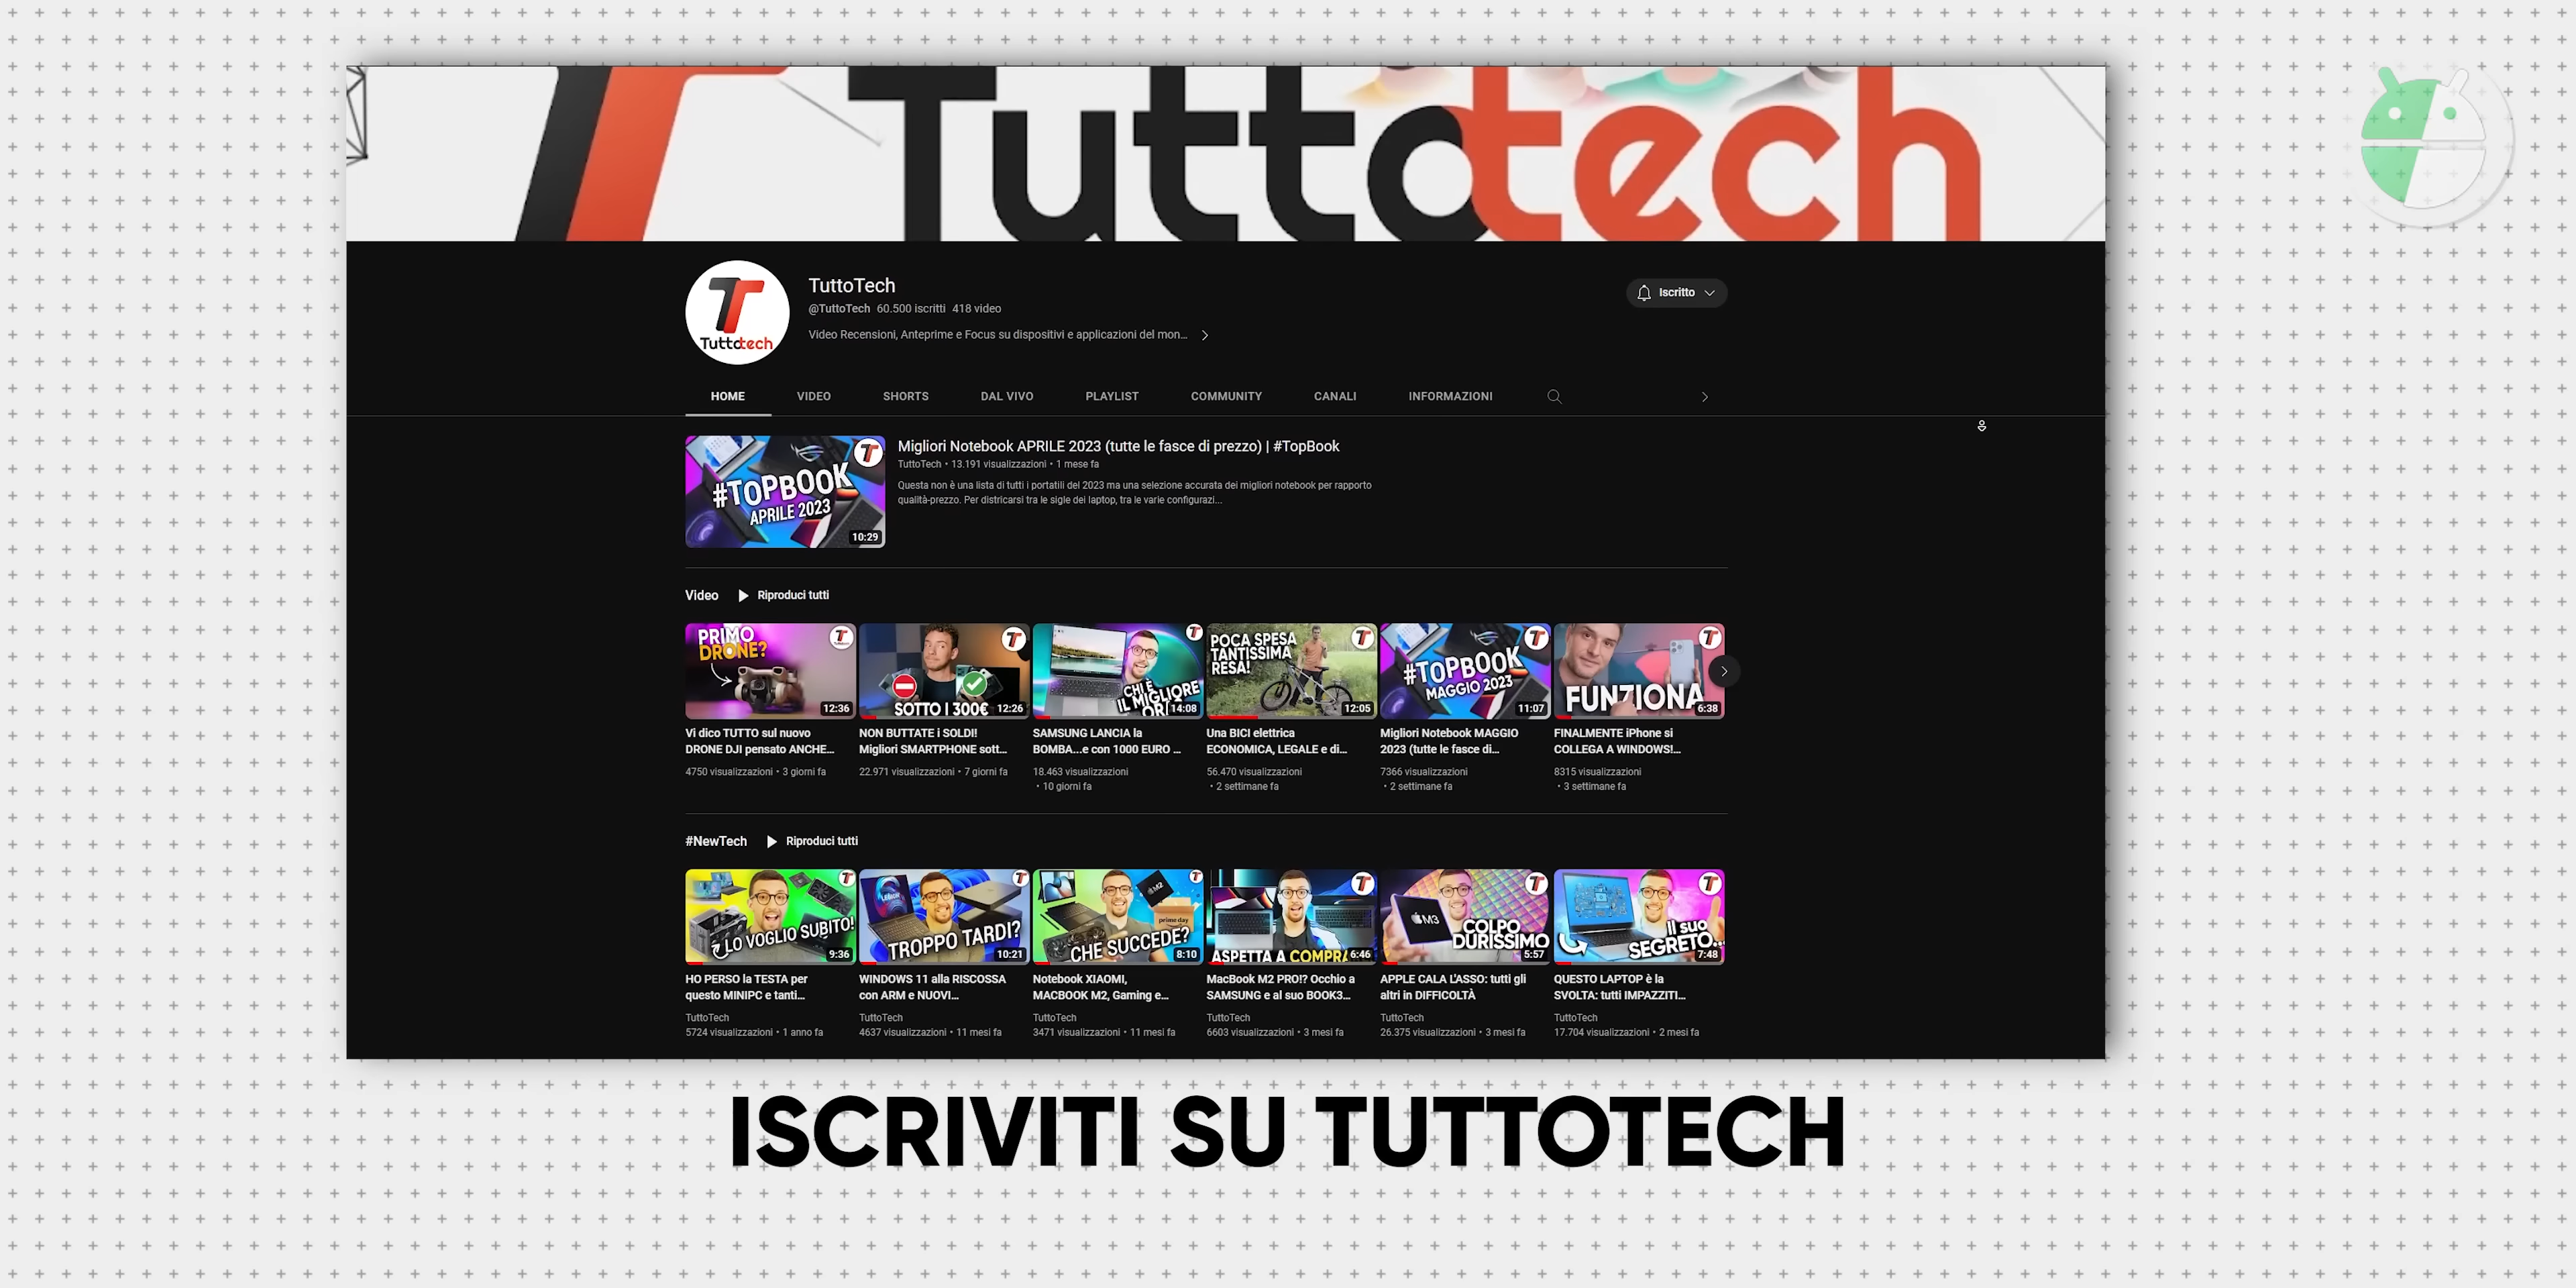 Tuttotech
TuttoTech
@TuttoTech 60.500 iscritti 418 video
Video Recensioni, Anteprime e Focus su dispositivi e applicazioni del mon...
Iscritto
Tuttotech
HOME VIDEO SHORTS DAL VIVO PLAYLIST COMMUNITY CANALI INFORMAZIONI
#TOPBOOK
APRILE 2023
10:29
Migliori Notebook APRILE 2023 (tutte le fasce di prezzo) | #TopBook
TuttoTech • 13.191 visualizzazioni • 1 mese fa
Questa non è una lista di tutti i portatili del 2023 ma una selezione accurata dei migliori notebook per rapporto
qualità-prezzo. Per districarsi tra le sigle dei laptop, tra le varie configurazi...
Video Riproduci tutti
PRIMO
DRONE?
12:36
Vi dico TUTTO sul nuovo
DRONE DJI pensato ANCHE...
4750 visualizzazioni • 3 giorni fa
SOTTO I 300€
12:26
NON BUTTATE i SOLDI!
Migliori SMARTPHONE sott...
22.971 visualizzazioni • 7 giorni fa
CHI È
IL MIGLIORE
14:08
SAMSUNG LANCIA la
BOMBA...e con 1000 EURO ...
18.463 visualizzazioni
• 10 giorni fa
POCA SPESA
TANTISSIMA
RESA!
12:05
Una BICI elettrica
ECONOMICA, LEGALE e di...
56.470 visualizzazioni
• 2 settimane fa
#TOPBOOK
MAGGIO 2023
11:07
Migliori Notebook MAGGIO
2023 (tutte le fasce di...
7366 visualizzazioni
• 2 settimane fa
FUNZIONA
6:38
FINALMENTE iPhone si
COLLEGA A WINDOWS!...
8315 visualizzazioni
• 3 settimane fa
#NewTech Riproduci tutti
LO VOGLIO SUBITO!
9:36
HO PERSO la TESTA per
questo MINIPC e tanti...
TuttoTech
5724 visualizzazioni • 1 anno fa
TROPPO TARDI?
10:21
WINDOWS 11 alla RISCOSSA
con ARM e NUOVI...
TuttoTech
4637 visualizzazioni • 11 mesi fa
M2
prime day
CHE SUCCEDE?
8:10
Notebook XIAOMI,
MACBOOK M2, Gaming e...
TuttoTech
3471 visualizzazioni • 11 mesi fa
ASPETTA A COMPRA
6:46
MacBook M2 PRO!? Occhio a
SAMSUNG e al suo BOOK3...
TuttoTech
6603 visualizzazioni • 3 mesi fa
M3
COLPO
DURISSIMO
5:57
APPLE CALA L'ASSO: tutti gli
altri in DIFFICOLTÀ
TuttoTech
26.375 visualizzazioni • 3 mesi fa
Il suo
SEGRETO...
7:48
QUESTO LAPTOP è la
SVOLTA: tutti IMPAZZITI...
TuttoTech
17.704 visualizzazioni • 2 mesi fa
ISCRIVITI SU TUTTOTECH